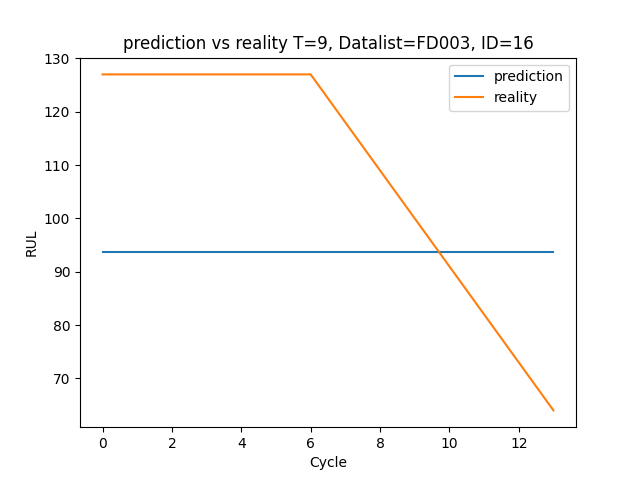 prediction vs reality T=9, Datalist=FD003, ID=16
prediction
reality
130
120
110
100
90
80
70
RUL
0 2 4 6 8 10 12
Cycle